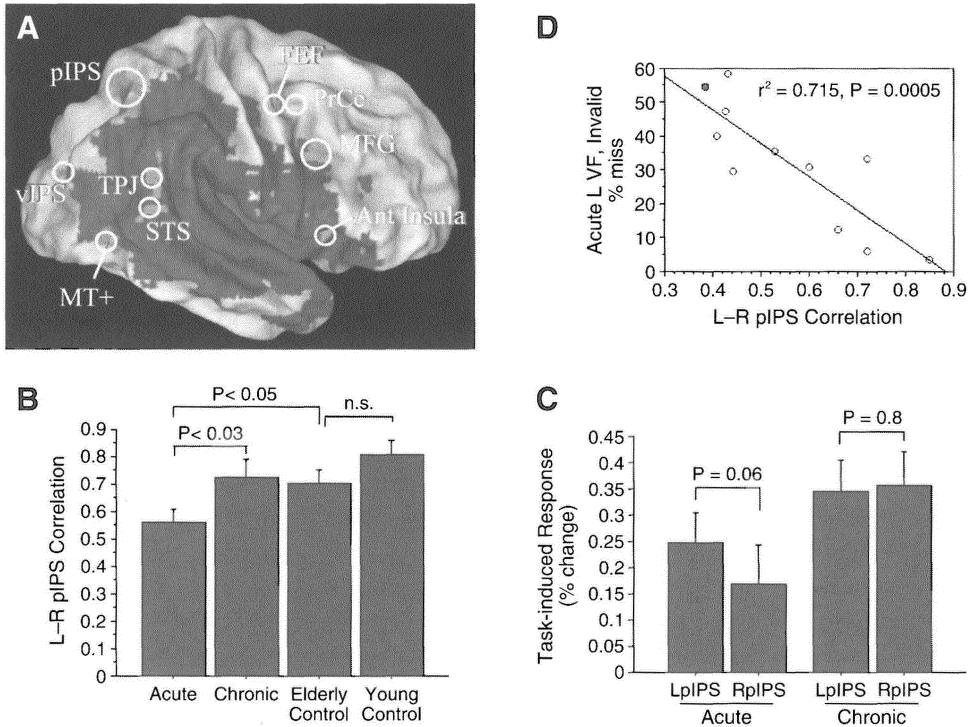 A
pIPS
FEF
PrCe
MFG
vIPS
TPJ
STS
Ant Insula
MT+
D
60
50
40
30
20
10
0
Acute L VF, Invalid
% miss
r² = 0.715, P = 0.0005
0.3 0.4 0.5 0.6 0.7 0.8 0.9
L–R pIPS Correlation
B
P< 0.05
n.s.
P< 0.03
0.9
0.8
0.7
0.6
0.5
0.4
0.3
0.2
0.1
0
L–R pIPS Correlation
Acute Chronic Elderly Young
Control Control
C
P = 0.8
P = 0.06
0.45
0.4
0.35
0.3
0.25
0.2
0.15
0.1
0.05
0
Task-induced Response
(% change)
LpIPS RpIPS LpIPS RpIPS
Acute Chronic